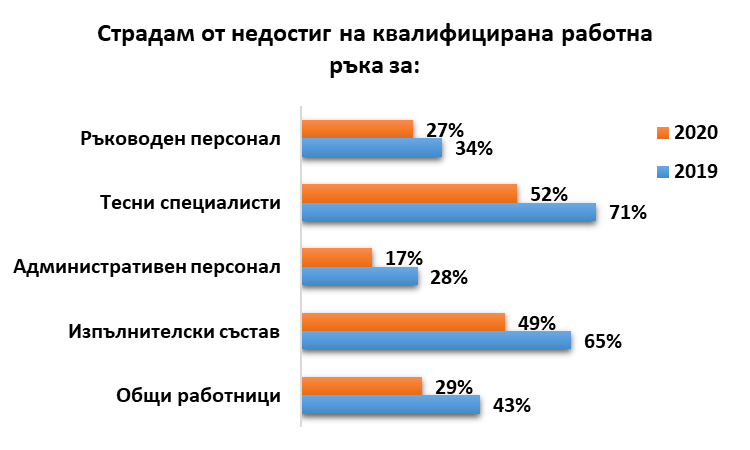 Страдам от недостиг на квалифицирана работна
ръка за:
2020
2019
Ръководен персонал
27%
34%
Тесни специалисти
52%
71%
Административен персонал
17%
28%
Изпълнителски състав
49%
65%
Общи работници
29%
43%